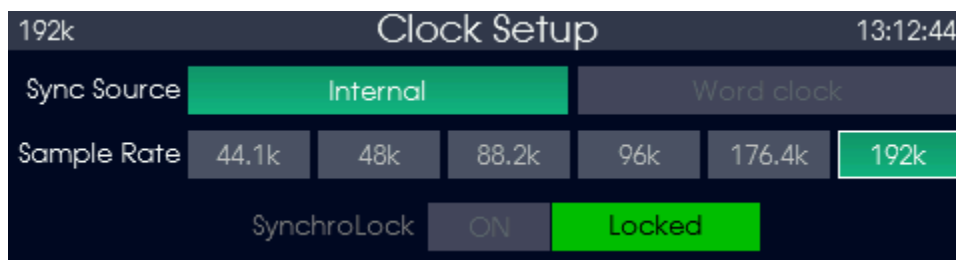 192k Clock Setup 13:12:44
Sync Source Internal Word clock
Sample Rate 44.1k 48k 88.2k 96k 176.4k 192k
SynchroLock ON Locked